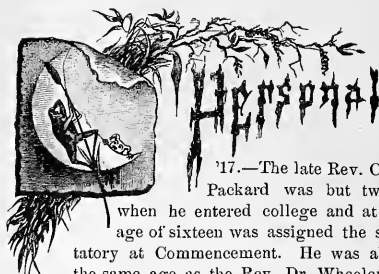 Personal
'17.—The late Rev. C
Packard was but tw
when he entered college and at
age of sixteen was assigned the s
tatory at Commencement. He was a
the same age as the Rev. Dr. Wheeler